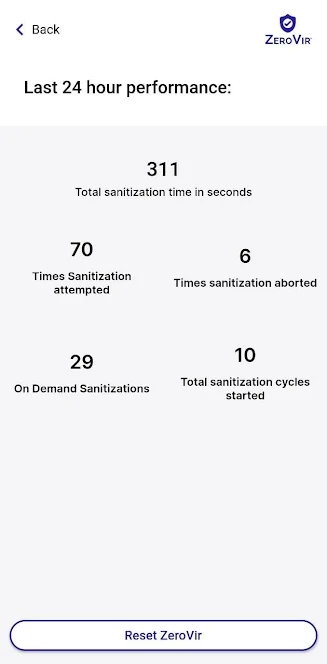 Back
ZEROVIR
Last 24 hour performance:
311
Total sanitization time in seconds
70
Times Sanitization
attempted
6
Times sanitization aborted
29
On Demand Sanitizations
10
Total sanitization cycles
started
Reset ZeroVir